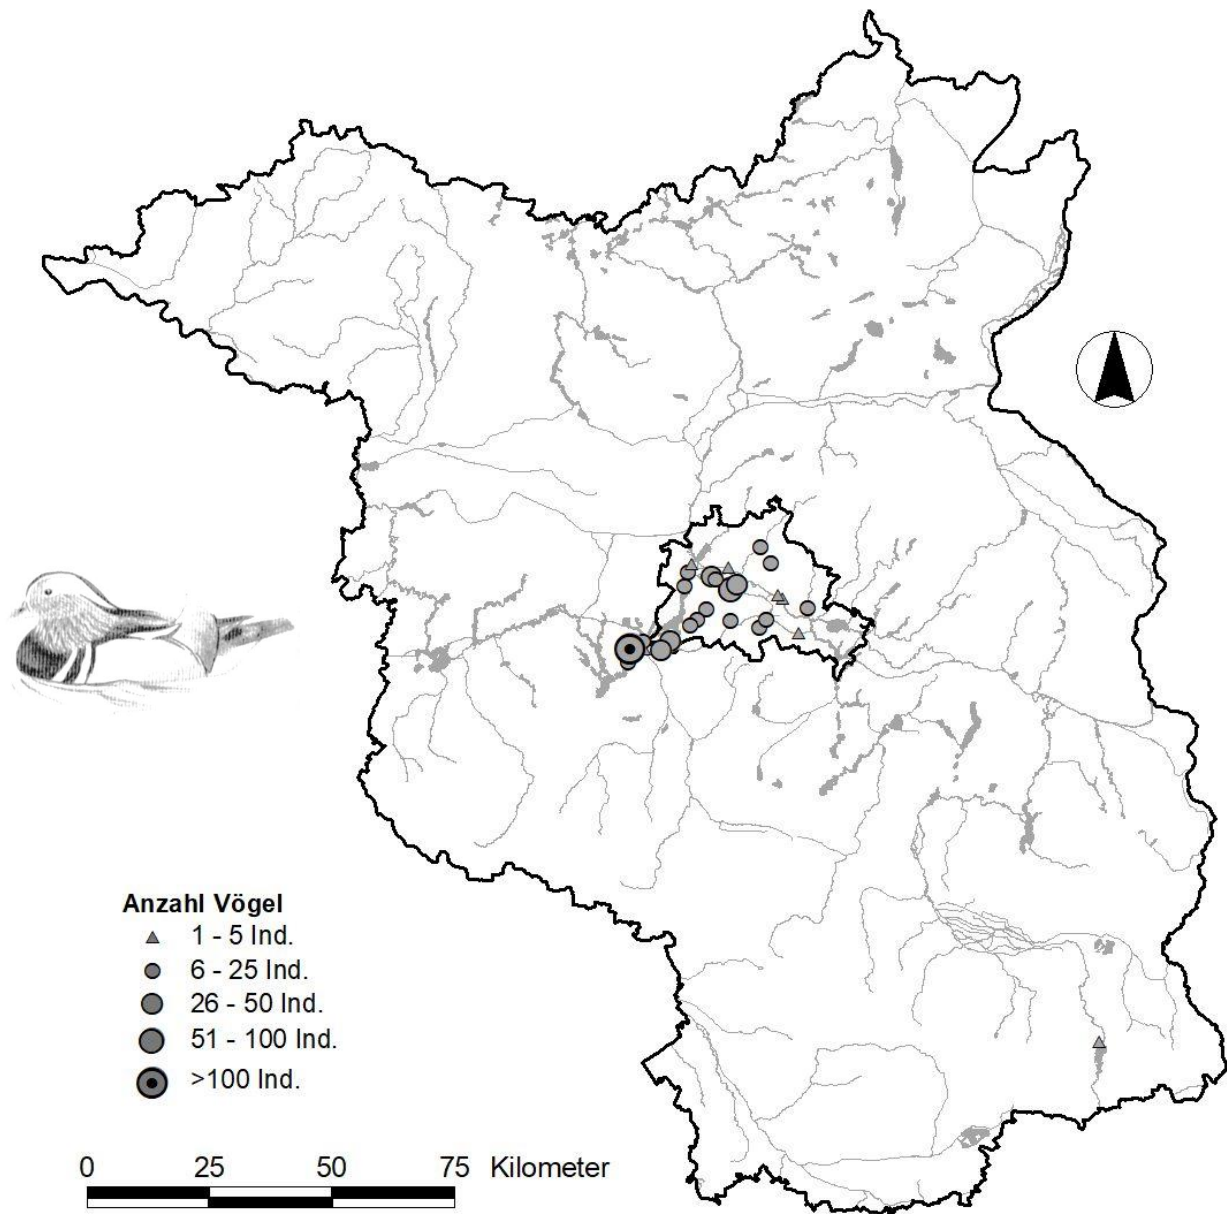 Anzahl Vögel
1 - 5 Ind.
6 - 25 Ind.
26 - 50 Ind.
51 - 100 Ind.
>100 Ind.
0 25 50 75 Kilometer